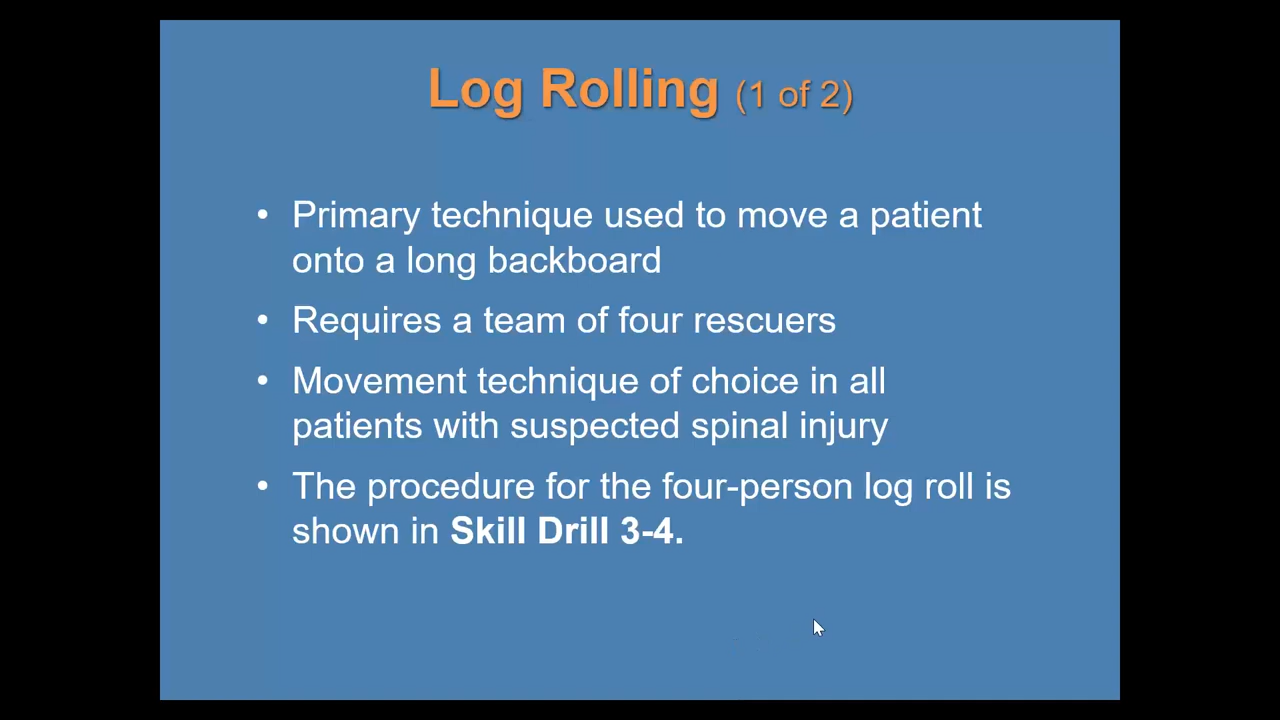 Log Rolling (1 of 2)
• Primary technique used to move a patient
onto a long backboard
• Requires a team of four rescuers
• Movement technique of choice in all
patients with suspected spinal injury
• The procedure for the four-person log roll is
shown in Skill Drill 3-4.